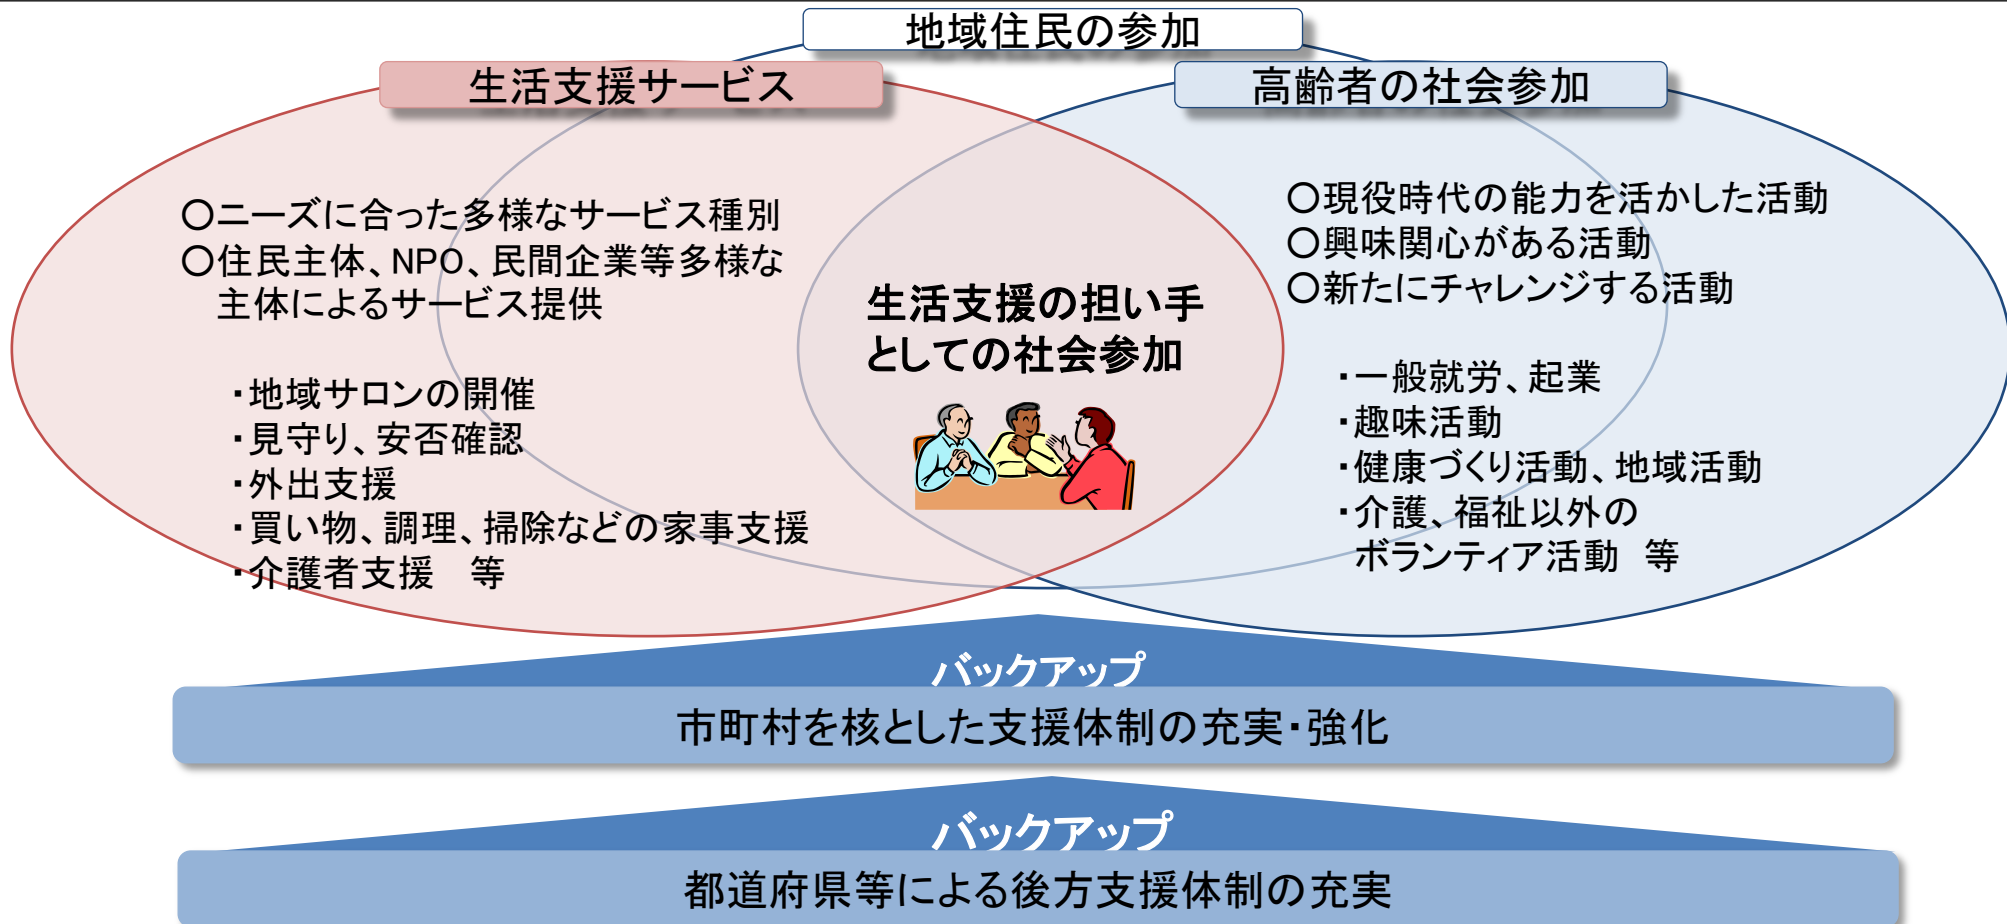 地域住民の参加
生活支援サービス
○ニーズに合った多様なサービス種別
○住民主体、NPO、民間企業等多様な
主体によるサービス提供
・地域サロンの開催
・見守り、安否確認
・外出支援
・買い物、調理、掃除などの家事支援
・介護者支援　等
生活支援の担い手
としての社会参加
高齢者の社会参加
○現役時代の能力を活かした活動
○興味関心がある活動
○新たにチャレンジする活動
・一般就労、起業
・趣味活動
・健康づくり活動、地域活動
・介護、福祉以外の
ボランティア活動　等
バックアップ
市町村を核とした支援体制の充実・強化
バックアップ
都道府県等による後方支援体制の充実